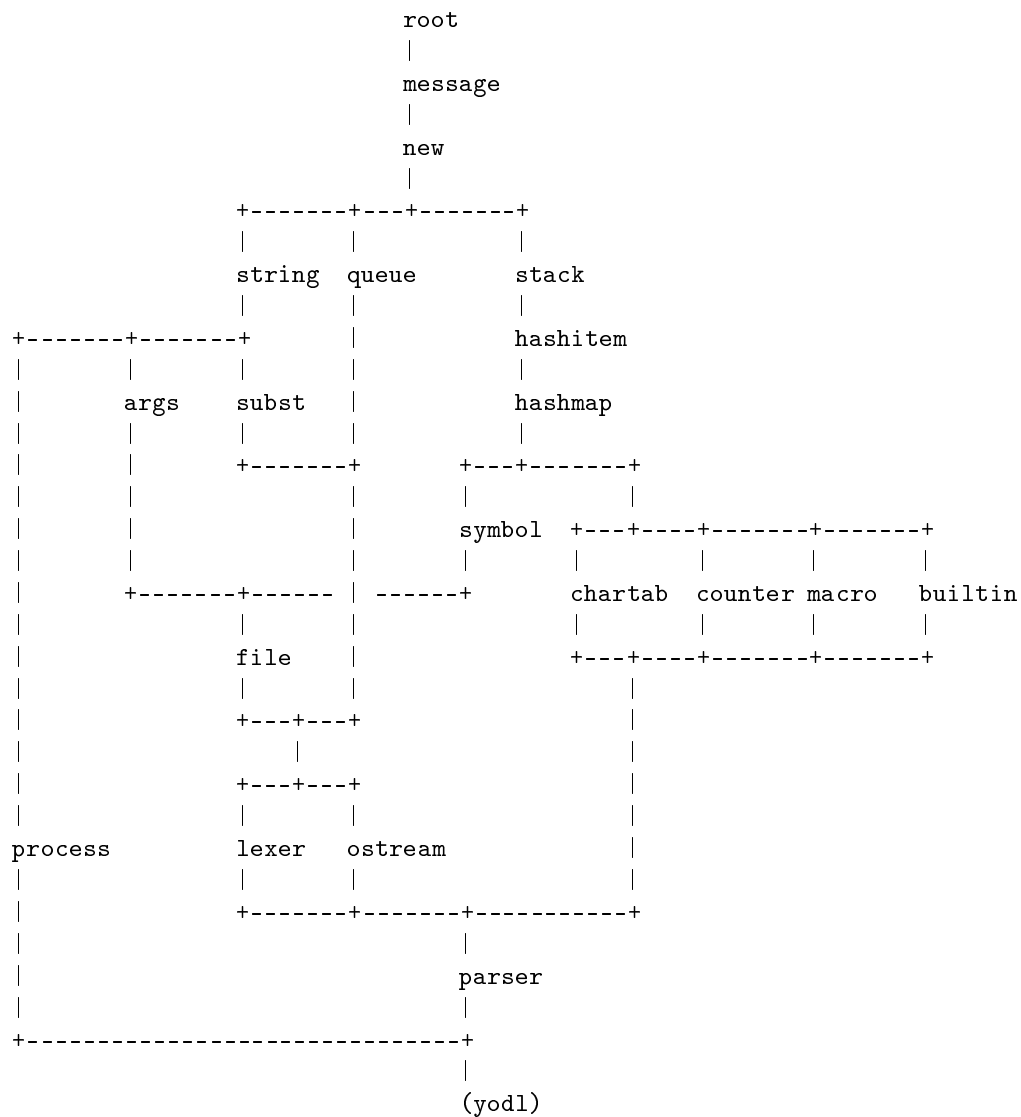 root
|
message
|
new
|
+-------+---+-------+
| | |
string queue stack
| | |
+-------+-------+ | hashitem
| | | | |
| args subst | hashmap
| | | | |
| | +-------+ +---+-------+
| | | | |
| | | symbol +---+----+-------+-------+
| | | | | | | |
| +-------+------ | ------+ chartab counter macro builtin
| | | | | | |
| file | +---+----+-------+-------+
| | | |
| +---+---+ |
| | |
| +---+---+ |
| | | |
process lexer ostream |
| | | |
| +-------+-------+-----------+
| |
| parser
| |
+-------------------------------+
|
(yodl)